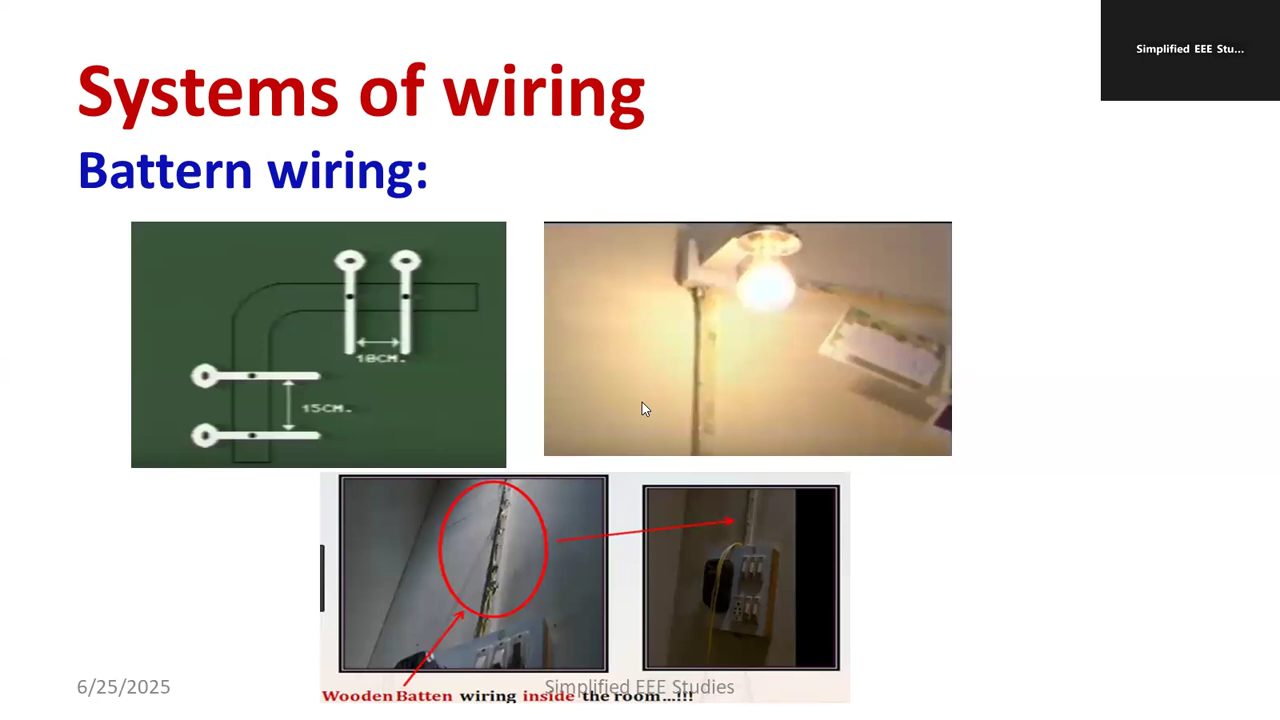 Simplified EEE Stu...
Systems of wiring
Battern wiring:
10CM.
15CM.
Wooden Batten wiring inside the room...!!!
6/25/2025
Simplified EEE Studies